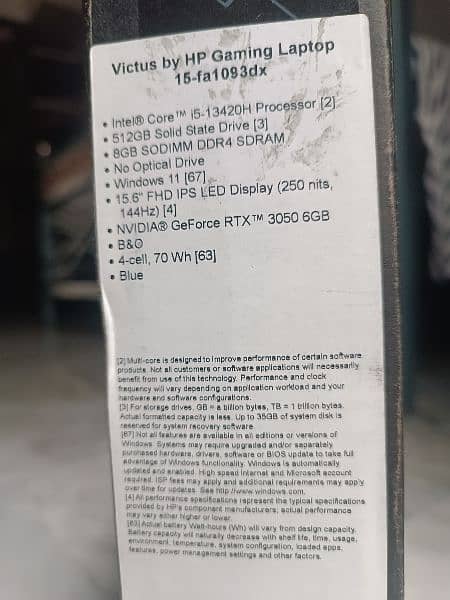 Victus by HP Gaming Laptop
15-fa1093dx
• Intel® Core™ i5-13420H Processor [2]
• 512GB Solid State Drive [3]
• 8GB SODIMM DDR4 SDRAM
• No Optical Drive
• Windows 11 [67]
• 15.6" FHD IPS LED Display (250 nits,
144Hz) [4]
• NVIDIA® GeForce RTX™ 3050 6GB
• B&O
• 4-cell, 70 Wh [63]
• Blue
[2] Multi-core is designed to improve performance of certain software
products. Not all customers or software applications will necessarily
benefit from use of this technology. Performance and clock
frequency will vary depending on application workload and your
hardware and software configurations.
[3] For storage drives, GB = a billion bytes, TB = 1 trillion bytes.
Actual formatted capacity is less. Up to 35GB of system disk is
reserved for system recovery software.
[67] Not all features are available in all editions or versions of
Windows. Systems may require upgraded and/or separately
purchased hardware, drivers, software or BIOS update to take full
advantage of Windows functionality. Windows is automatically
updated and enabled. High speed internet and Microsoft account
required. ISP fees may apply and additional requirements may apply
over time for updates. See http://www.windows.com.
[4] All performance specifications represent the typical specifications
provided by HP's component manufacturers; actual performance
may vary either higher or lower.
[63] Actual battery Watt-hours (Wh) will vary from design capacity.
Battery capacity will naturally decrease with shelf life, time, usage,
environment, temperature, system configuration, loaded apps,
features, power management settings and other factors.